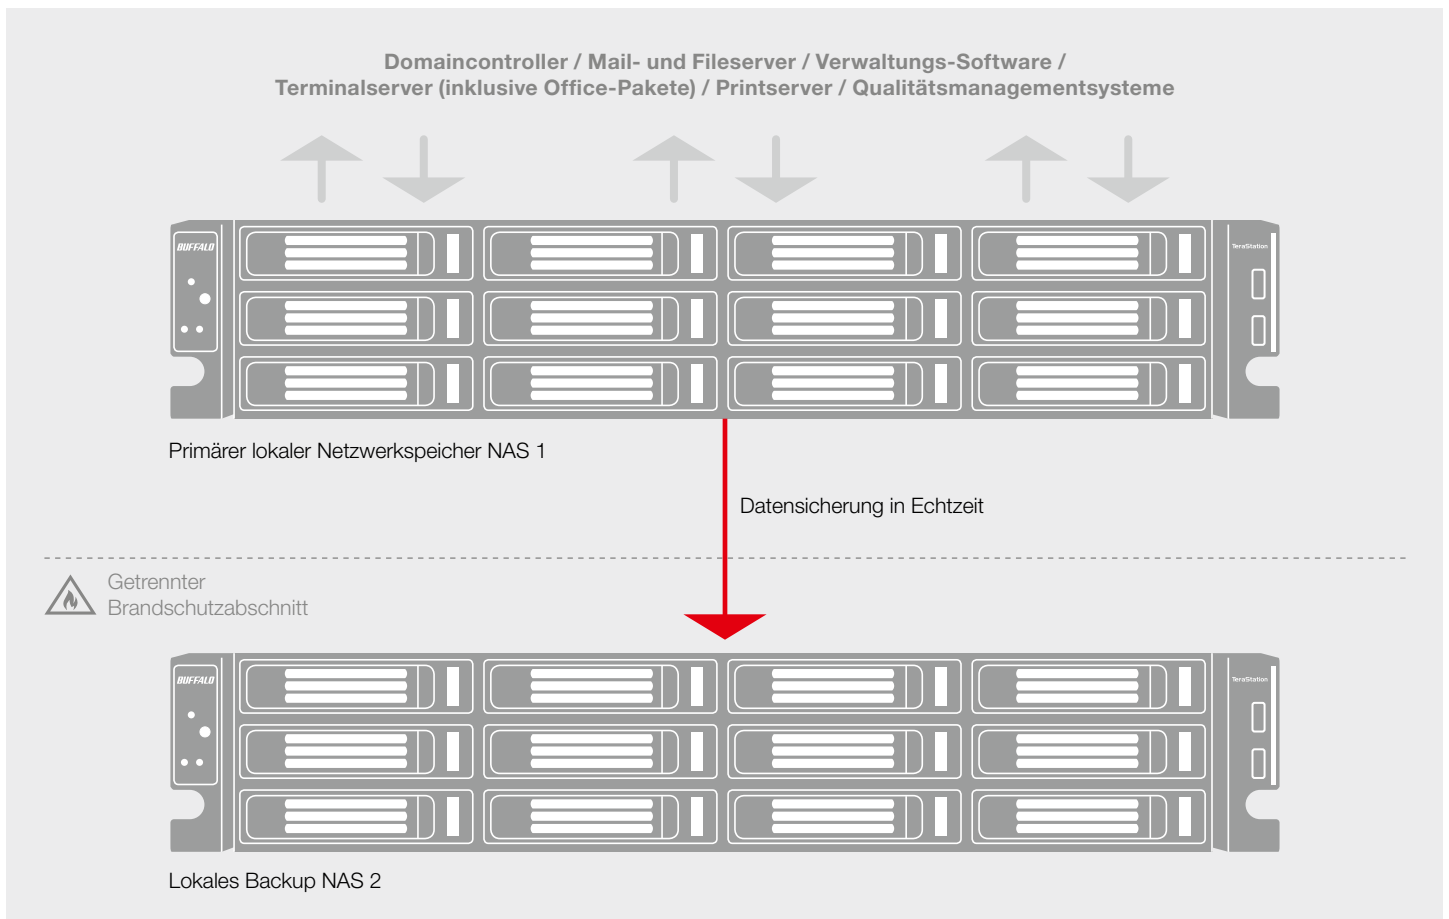 Domaincontroller / Mail- und Fileserver / Verwaltungs-Software /
Terminalserver (inklusive Office-Pakete) / Printserver / Qualitätsmanagementsysteme
BUFFALO
TeraStation
Primärer lokaler Netzwerkspeicher NAS 1
Datensicherung in Echtzeit
Getrennter
Brandschutzabschnitt
BUFFALO
TeraStation
Lokales Backup NAS 2